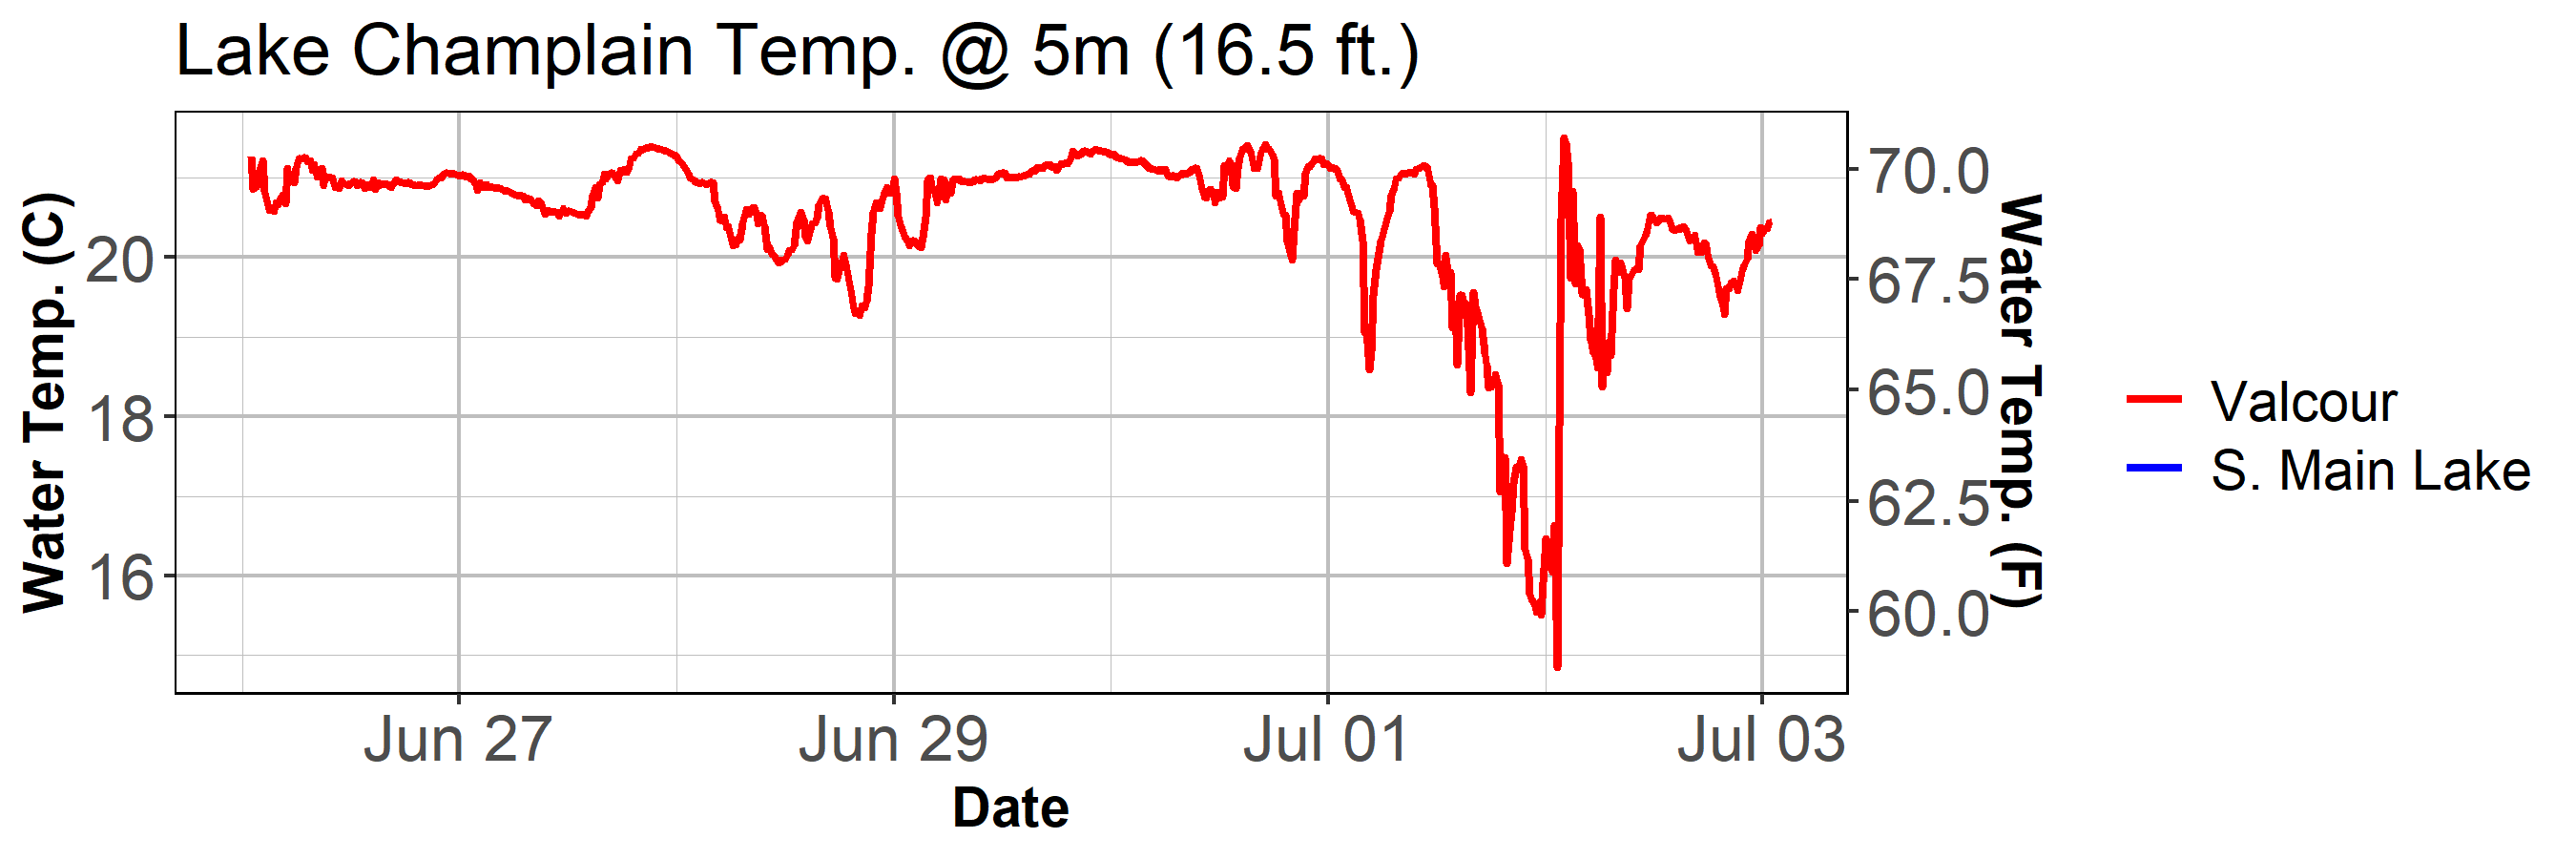 Lake Champlain Temp. @ 5m (16.5 ft.)
Water Temp. (C)
20
18
16
70.0
67.5
65.0
62.5
60.0
Water Temp. (F)
Jun 27
Jun 29
Jul 01
Jul 03
Date
Valcour
S. Main Lake